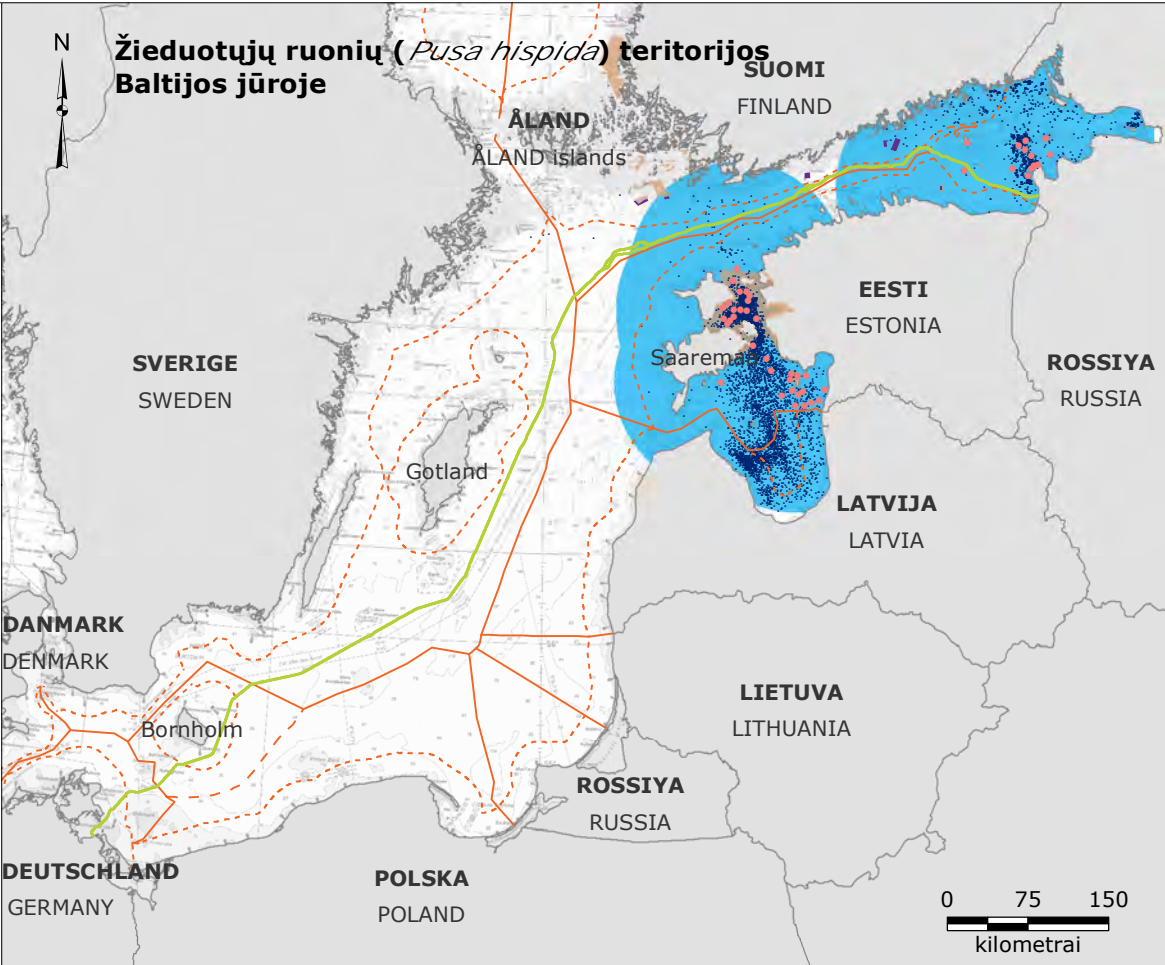 N
Žieduotųjų ruonių (Pusa hispida) teritorijos
Baltijos jūroje
SUOMI
FINLAND
ÅLAND
ÅLAND islands
EESTI
ESTONIA
Saaremaa
ROSSIYA
RUSSIA
SVERIGE
SWEDEN
Gotland
LATVIJA
LATVIA
DANMARK
DENMARK
LIETUVA
LITHUANIA
Bornholm
ROSSIYA
RUSSIA
DEUTSCHLAND
GERMANY
POLSKA
POLAND
0 75 150
kilometrai